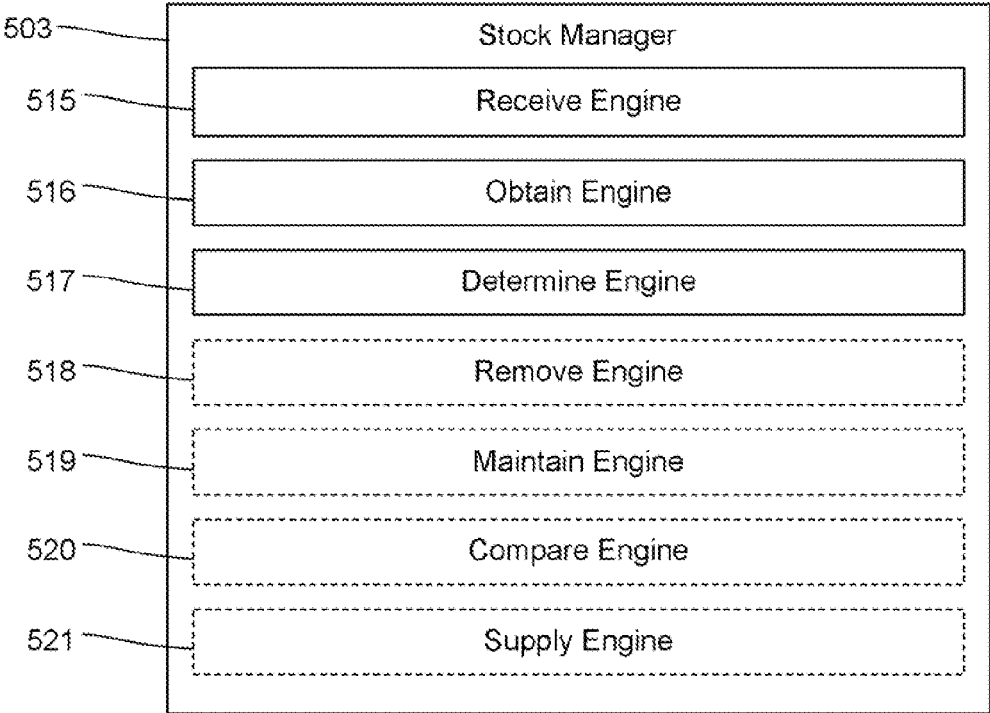 503 Stock Manager
515 Receive Engine
516 Obtain Engine
517 Determine Engine
518 Remove Engine
519 Maintain Engine
520 Compare Engine
521 Supply Engine